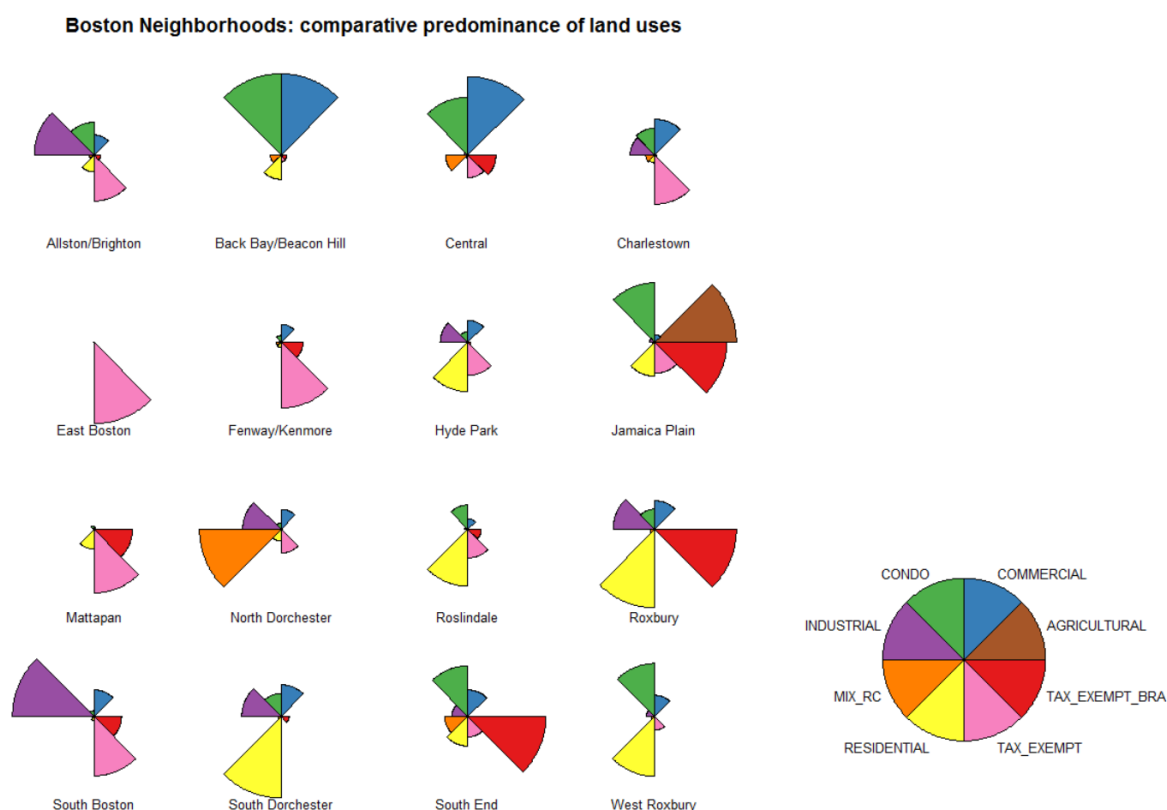 Boston Neighborhoods: comparative predominance of land uses
Allston/Brighton
Back Bay/Beacon Hill
Central
Charlestown
East Boston
Fenway/Kenmore
Hyde Park
Jamaica Plain
Mattapan
North Dorchester
Roslindale
Roxbury
South Boston
South Dorchester
South End
West Roxbury
CONDO
COMMERCIAL
INDUSTRIAL
AGRICULTURAL
MIX_RC
TAX_EXEMPT_BRA
RESIDENTIAL
TAX_EXEMPT